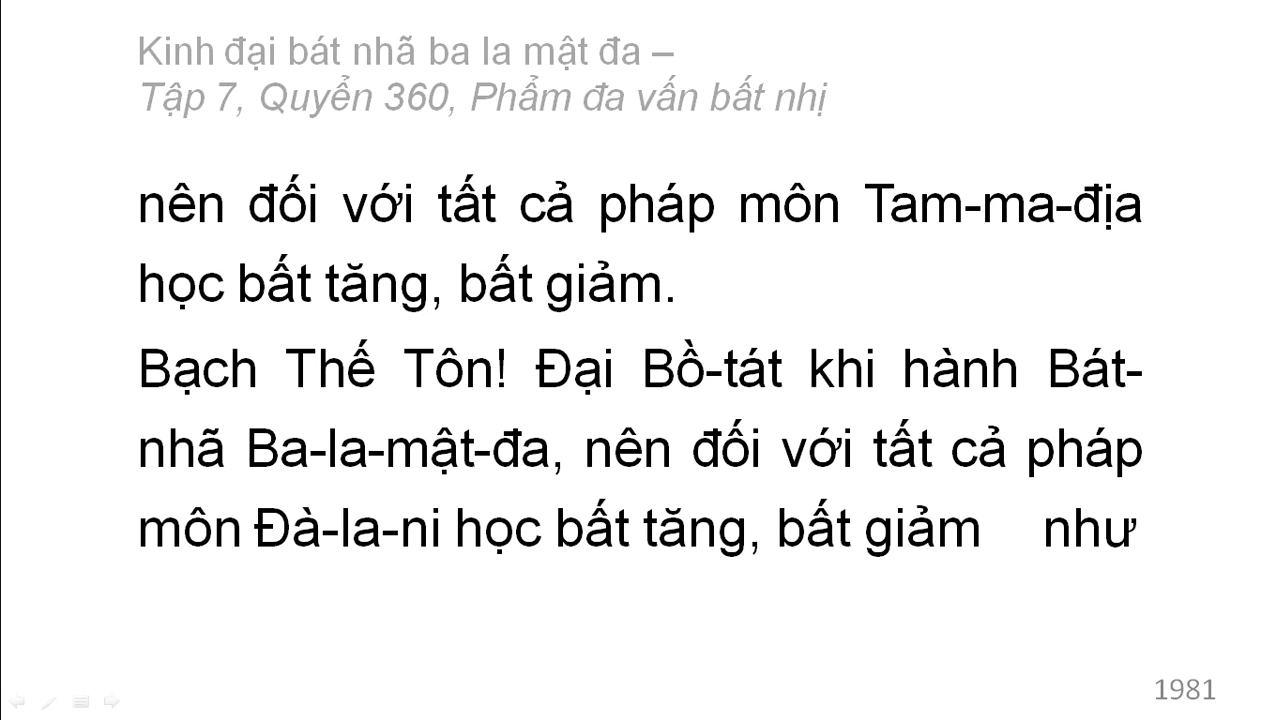 Kinh đại bát nhã ba la mật đa –
Tập 7, Quyển 360, Phẩm đa vấn bất nhị
nên đối với tất cả pháp môn Tam-ma-địa
học bất tăng, bất giảm.
Bạch Thế Tôn! Đại Bồ-tát khi hành Bát-
nhã Ba-la-mật-đa, nên đối với tất cả pháp
môn Đà-la-ni học bất tăng, bất giảm như
1981